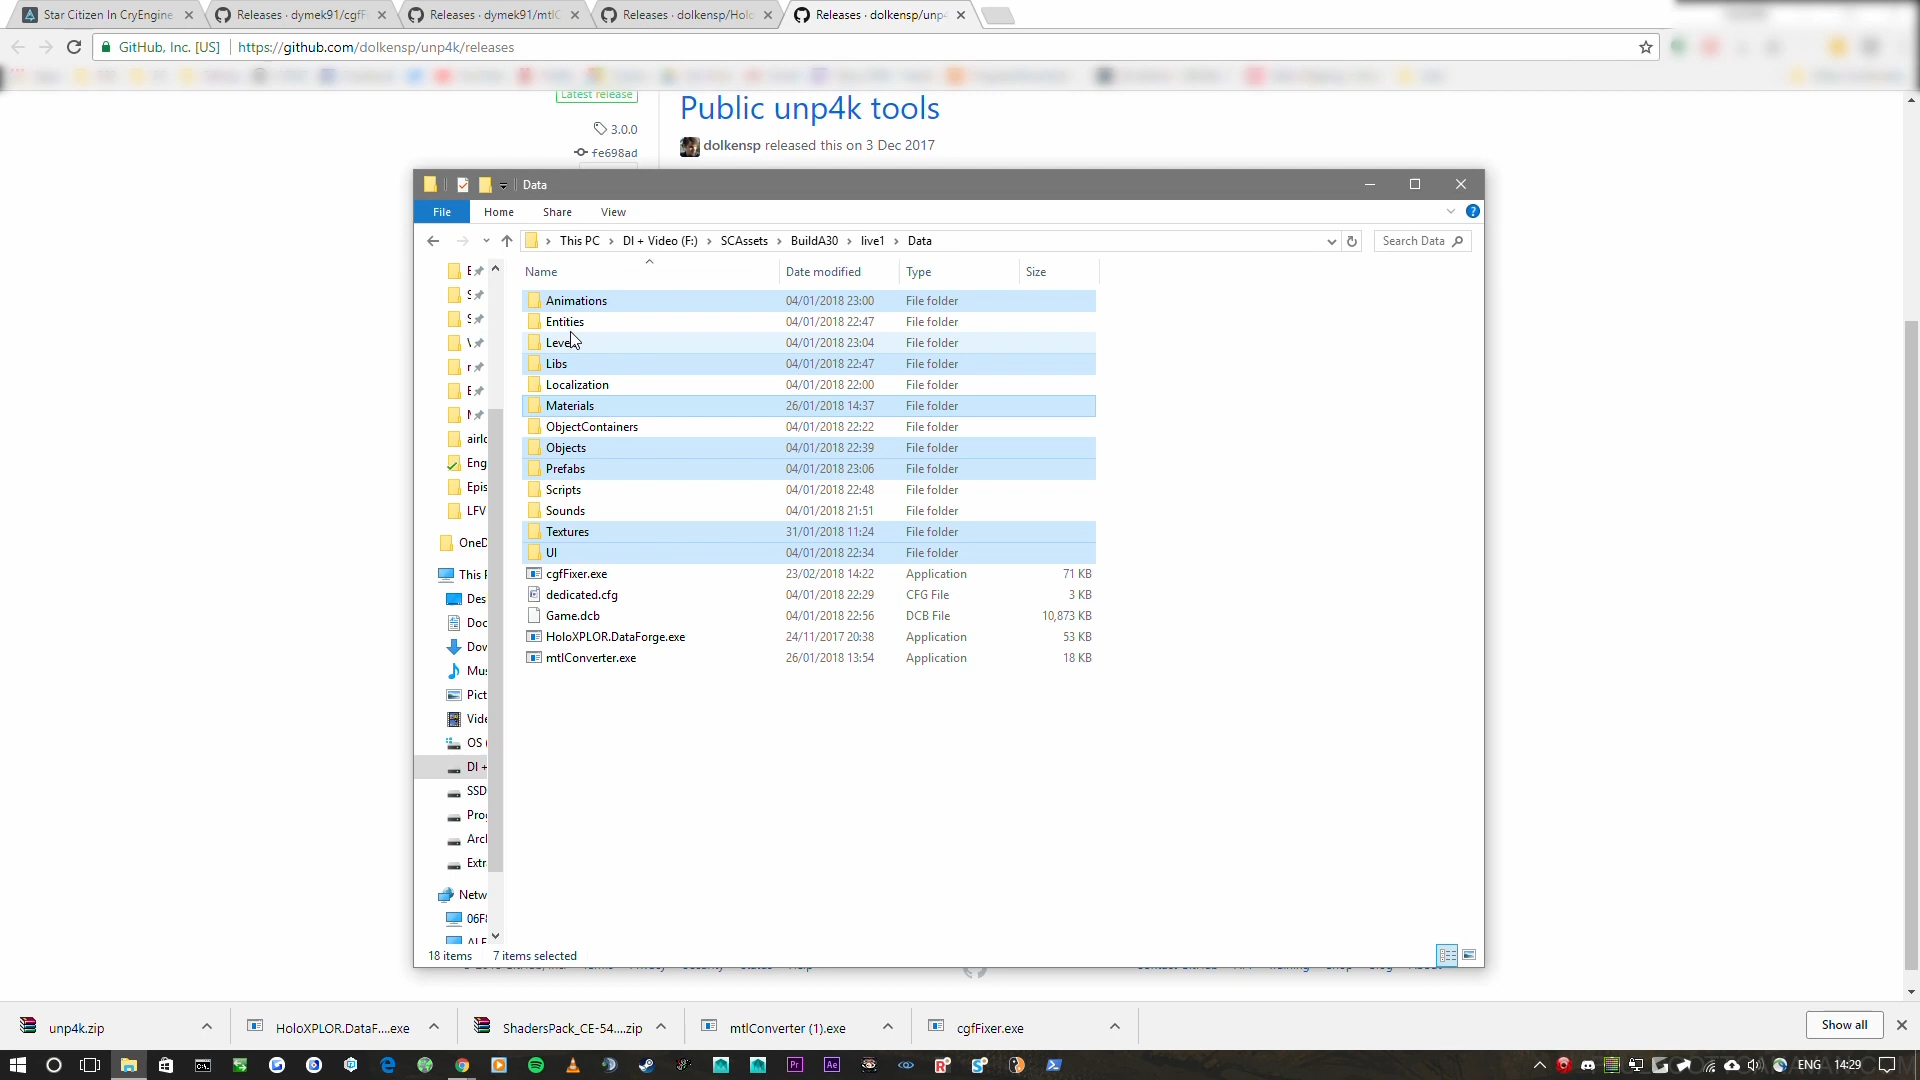 Star Citizen In CryEngine
Releases · dymek91/cgfF
Releases · dymek91/mtlC
Releases · dolkensp/Holo
Releases · dolkensp/unp4
GitHub, Inc. [US]
https://github.com/dolkensp/unp4k/releases
Latest release
Public unp4k tools
3.0.0
dolkensp released this on 3 Dec 2017
fe698ad
Data
File Home Share View
This PC > DI + Video (F:) > SCAssets > BuildA30 > live1 > Data
Search Data
Name Date modified Type Size
Animations 04/01/2018 23:00 File folder
Entities 04/01/2018 22:47 File folder
Leve 04/01/2018 23:04 File folder
Libs 04/01/2018 22:47 File folder
Localization 04/01/2018 22:00 File folder
Materials 26/01/2018 14:37 File folder
ObjectContainers 04/01/2018 22:22 File folder
Objects 04/01/2018 22:39 File folder
Prefabs 04/01/2018 23:06 File folder
Scripts 04/01/2018 22:48 File folder
Sounds 04/01/2018 21:51 File folder
Textures 31/01/2018 11:24 File folder
UI 04/01/2018 22:34 File folder
cgfFixer.exe 23/02/2018 14:22 Application 71 KB
dedicated.cfg 04/01/2018 22:29 CFG File 3 KB
Game.dcb 04/01/2018 22:56 DCB File 10,873 KB
HoloXPLOR.DataForge.exe 24/11/2017 20:38 Application 53 KB
mtlConverter.exe 26/01/2018 13:54 Application 18 KB
airlo
Eng
Epis
LFV
OneD
This P
Des
Doc
Dow
Mus
Pict
Vide
OS (
DI +
SSD
Prog
Arch
Extr
Netw
06F8
18 items 7 items selected
unp4k.zip
HoloXPLOR.DataF....exe
ShadersPack_CE-54....zip
mtlConverter (1).exe
cgfFixer.exe
Show all
ENG 14:29